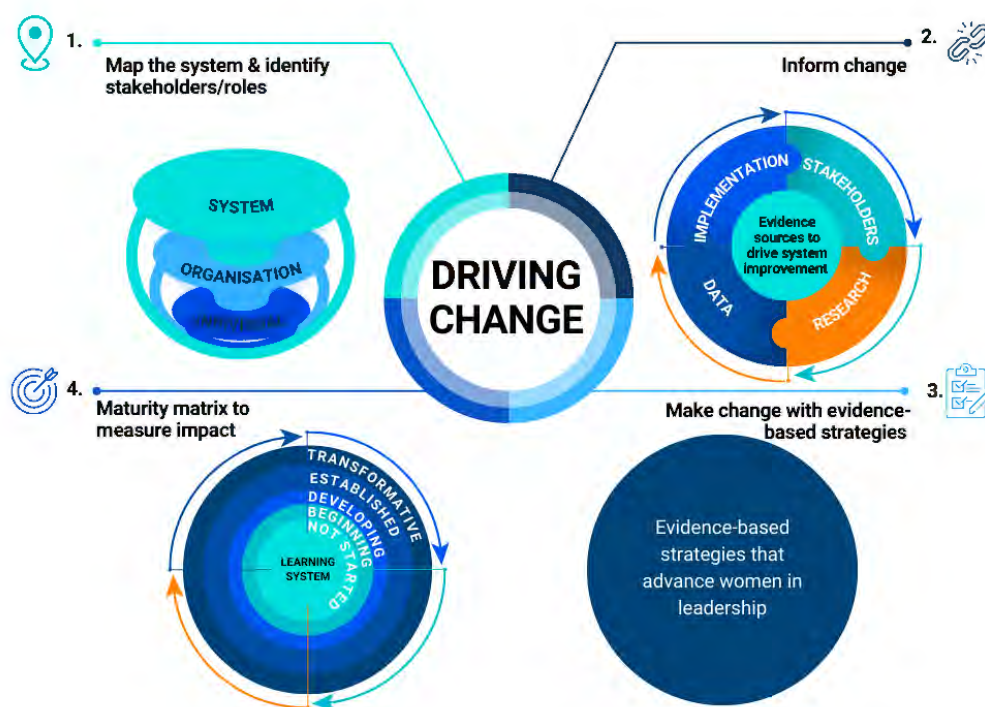 1.
Map the system & identify
stakeholders/roles
2.
Inform change
SYSTEM
ORGANISATION
IMPLEMENTATION
STAKEHOLDERS
Evidence
sources to
drive system
improvement
DATA
RESEARCH
DRIVING
CHANGE
4.
Maturity matrix to
measure impact
3.
Make change with evidence-
based strategies
TRANSFORMATIVE
ESTABLISHED
DEVELOPING
BEGINNING
NOT STARTED
LEARNING
SYSTEM
Evidence-based
strategies that
advance women in
leadership